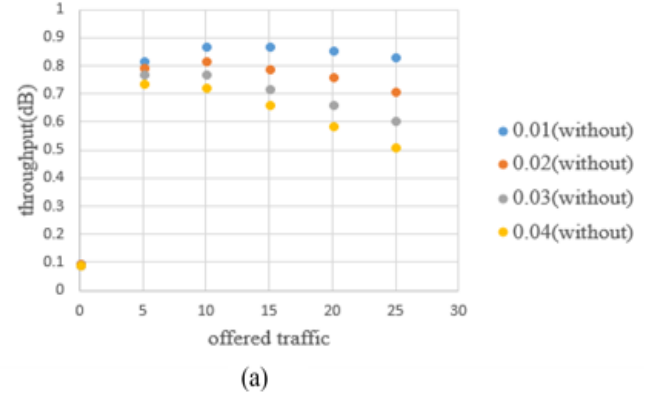 1
0.9
0.8
0.7
0.6
0.5
0.4
0.3
0.2
0.1
0
throughput(dB)
0 5 10 15 20 25 30
offered traffic
0.01(without)
0.02(without)
0.03(without)
0.04(without)
(a)